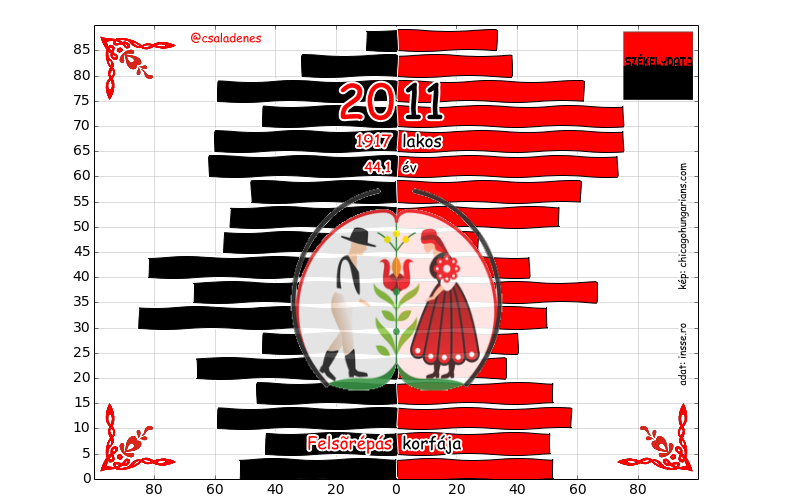 @csaladenes
SZÉKELYDATA
2011
1917 lakos
44.1 év
kép: chicagohungarians.com
adat: insse.ro
Felsõrépás korfája
85
80
75
70
65
60
55
50
45
40
35
30
25
20
15
10
5
0
80 60 40 20 0 20 40 60 80